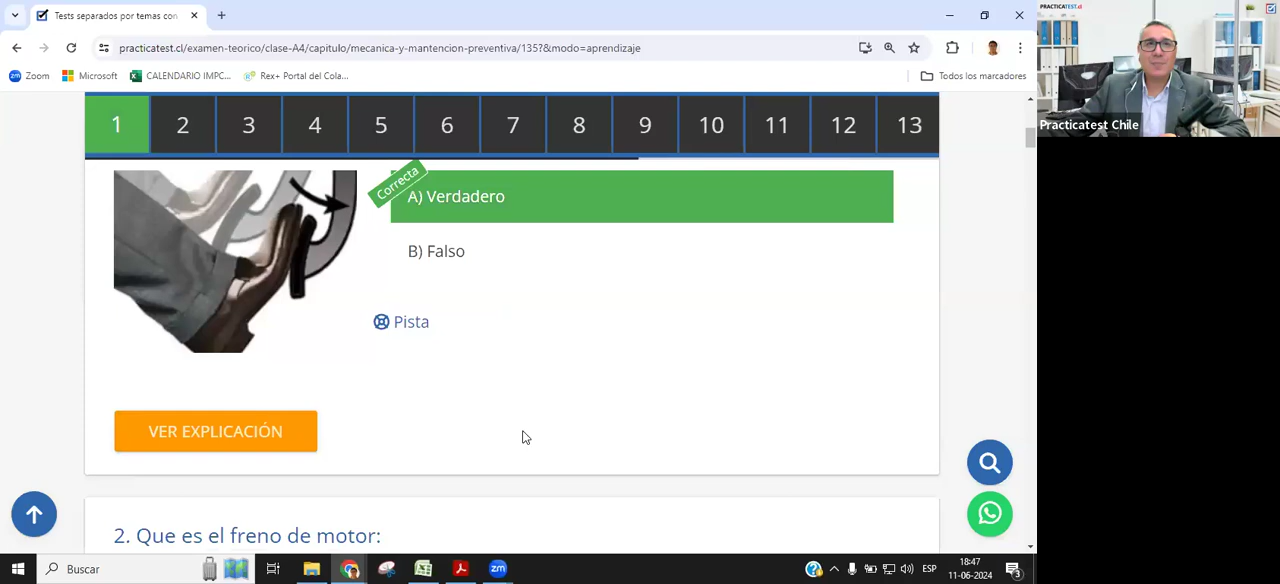 Tests separados por temas con
practicatest.cl/examen-teorico/clase-A4/capitulo/mecanica-y-mantencion-preventiva/135?&modo=aprendizaje
Zoom
Microsoft
CALENDARIO IMPC...
Rex+ Portal del Cola...
Todos los marcadores
PRACTICATEST.cl
Practicatest Chile
1 2 3 4 5 6 7 8 9 10 11 12 13
Correcta
A) Verdadero
B) Falso
Pista
VER EXPLICACIÓN
2. Que es el freno de motor:
Buscar
ESP
18:47
11-06-2024
3